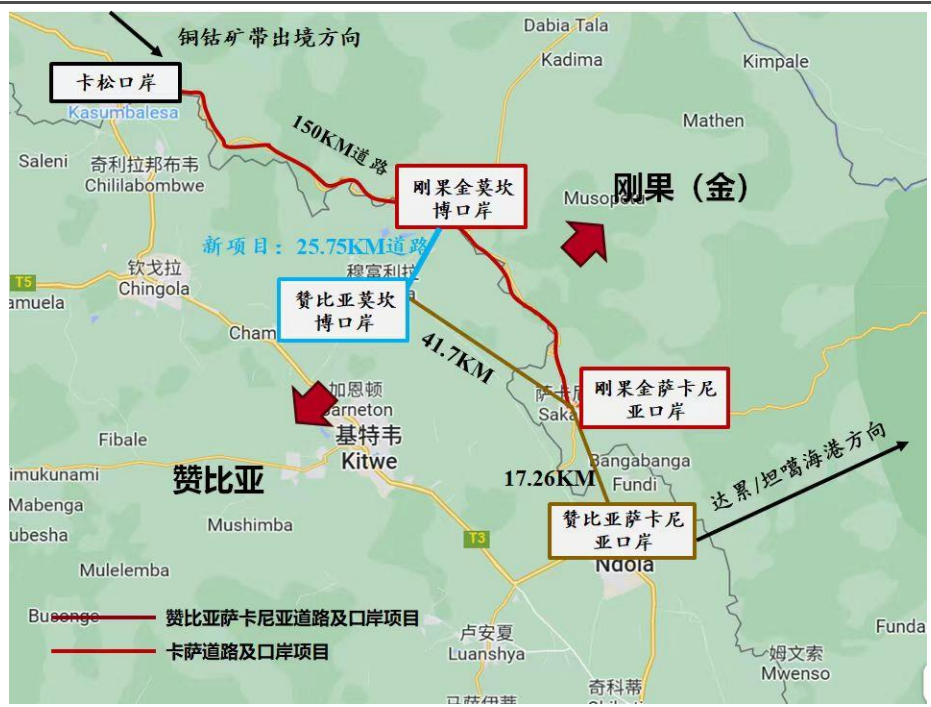 铜钴矿带出境方向
Dabia Tala
Kadima
Kimpale
卡松口岸
Kasumbalesa
Mathen
150KM道路
Saleni
奇利拉邦布韦
Chililabombwe
刚果金莫坎
博口岸
刚果（金）
新项目：25.75KM道路
钦戈拉
Chingola
穆富利拉
T5
赞比亚莫坎
博口岸
41.7KM
加恩顿
刚果金萨卡尼
亚口岸
Fibale
基特韦
Kitwe
赞比亚
17.26KM
Bangabanga
Fundi
达累/坦噶海港方向
Mabenga
Mushimba
赞比亚萨卡尼
亚口岸
T3
Ndola
Mulelemba
赞比亚萨卡尼亚道路及口岸项目
卡萨道路及口岸项目
卢安夏
Luanshya
Funda
姆文索
Mwenso
奇科蒂